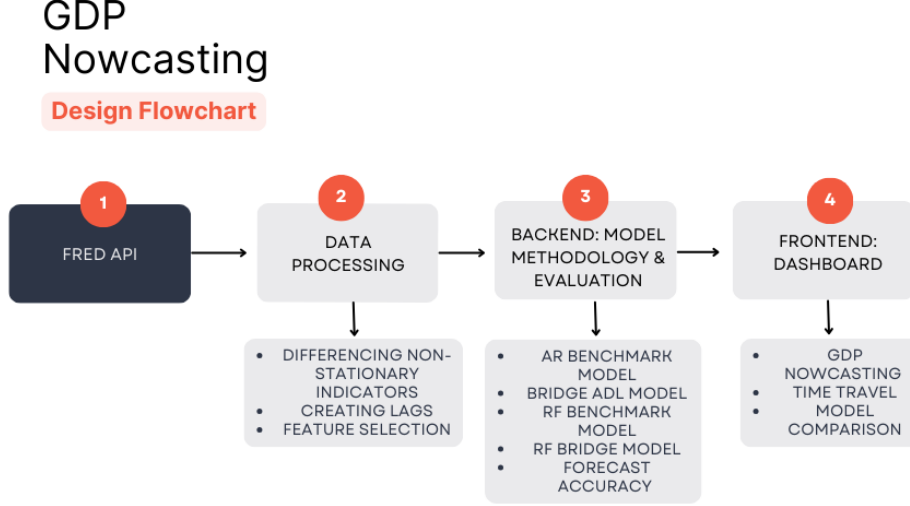 GDP
Nowcasting
Design Flowchart
1
FRED API
2
DATA
PROCESSING
3
BACKEND: MODEL
METHODOLOGY &
EVALUATION
4
FRONTEND:
DASHBOARD
• DIFFERENCING NON-
STATIONARY
INDICATORS
• CREATING LAGS
• FEATURE SELECTION
• AR BENCHMARK
MODEL
• BRIDGE ADL MODEL
• RF BENCHMARK
MODEL
• RF BRIDGE MODEL
• FORECAST
ACCURACY
• GDP
NOWCASTING
• TIME TRAVEL
• MODEL
COMPARISON